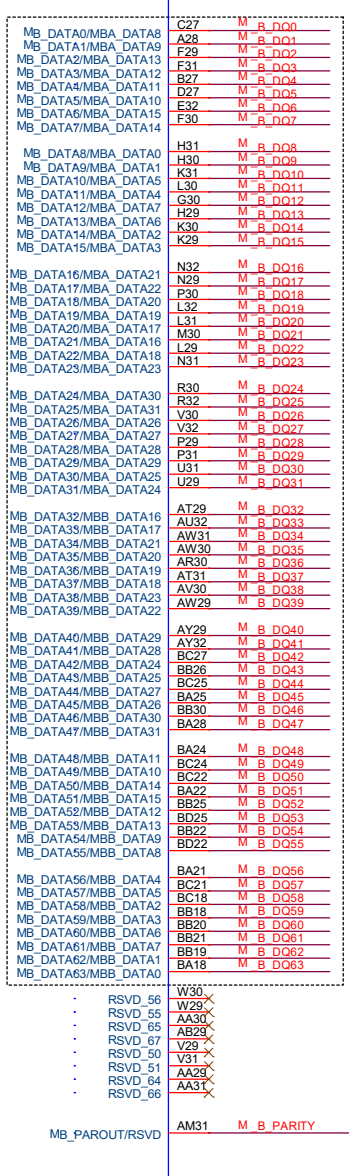 MB_DATA0/MBA_DATA8 C27 M_B_DQ0
MB_DATA1/MBA_DATA9 A28 M_B_DQ1
MB_DATA2/MBA_DATA13 F29 M_B_DQ2
MB_DATA3/MBA_DATA12 F31 M_B_DQ3
MB_DATA4/MBA_DATA11 B27 M_B_DQ4
MB_DATA5/MBA_DATA10 D27 M_B_DQ5
MB_DATA6/MBA_DATA15 E32 M_B_DQ6
MB_DATA7/MBA_DATA14 F30 M_B_DQ7
MB_DATA8/MBA_DATA0 H31 M_B_DQ8
MB_DATA9/MBA_DATA1 H30 M_B_DQ9
MB_DATA10/MBA_DATA5 K31 M_B_DQ10
MB_DATA11/MBA_DATA4 L30 M_B_DQ11
MB_DATA12/MBA_DATA7 G30 M_B_DQ12
MB_DATA13/MBA_DATA6 H29 M_B_DQ13
MB_DATA14/MBA_DATA2 K30 M_B_DQ14
MB_DATA15/MBA_DATA3 K29 M_B_DQ15
MB_DATA16/MBA_DATA21 N32 M_B_DQ16
MB_DATA17/MBA_DATA22 N29 M_B_DQ17
MB_DATA18/MBA_DATA20 P30 M_B_DQ18
MB_DATA19/MBA_DATA19 L32 M_B_DQ19
MB_DATA20/MBA_DATA17 L31 M_B_DQ20
MB_DATA21/MBA_DATA16 M30 M_B_DQ21
MB_DATA22/MBA_DATA18 L29 M_B_DQ22
MB_DATA23/MBA_DATA23 N31 M_B_DQ23
MB_DATA24/MBA_DATA30 R30 M_B_DQ24
MB_DATA25/MBA_DATA31 R32 M_B_DQ25
MB_DATA26/MBA_DATA26 V30 M_B_DQ26
MB_DATA27/MBA_DATA27 V32 M_B_DQ27
MB_DATA28/MBA_DATA28 P29 M_B_DQ28
MB_DATA29/MBA_DATA29 P31 M_B_DQ29
MB_DATA30/MBA_DATA25 U31 M_B_DQ30
MB_DATA31/MBA_DATA24 U29 M_B_DQ31
MB_DATA32/MBB_DATA16 AT29 M_B_DQ32
MB_DATA33/MBB_DATA17 AU32 M_B_DQ33
MB_DATA34/MBB_DATA21 AW31 M_B_DQ34
MB_DATA35/MBB_DATA20 AW30 M_B_DQ35
MB_DATA36/MBB_DATA19 AR30 M_B_DQ36
MB_DATA37/MBB_DATA18 AT31 M_B_DQ37
MB_DATA38/MBB_DATA23 AV30 M_B_DQ38
MB_DATA39/MBB_DATA22 AW29 M_B_DQ39
MB_DATA40/MBB_DATA29 AY29 M_B_DQ40
MB_DATA41/MBB_DATA28 AY32 M_B_DQ41
MB_DATA42/MBB_DATA24 BC27 M_B_DQ42
MB_DATA43/MBB_DATA25 BB26 M_B_DQ43
MB_DATA44/MBB_DATA27 BC25 M_B_DQ44
MB_DATA45/MBB_DATA26 BA25 M_B_DQ45
MB_DATA46/MBB_DATA30 BB30 M_B_DQ46
MB_DATA47/MBB_DATA31 BA28 M_B_DQ47
MB_DATA48/MBB_DATA11 BA24 M_B_DQ48
MB_DATA49/MBB_DATA10 BC24 M_B_DQ49
MB_DATA50/MBB_DATA14 BC22 M_B_DQ50
MB_DATA51/MBB_DATA15 BA22 M_B_DQ51
MB_DATA52/MBB_DATA12 BB25 M_B_DQ52
MB_DATA53/MBB_DATA13 BD25 M_B_DQ53
MB_DATA54/MBB_DATA9 BB22 M_B_DQ54
MB_DATA55/MBB_DATA8 BD22 M_B_DQ55
MB_DATA56/MBB_DATA4 BA21 M_B_DQ56
MB_DATA57/MBB_DATA5 BC21 M_B_DQ57
MB_DATA58/MBB_DATA2 BC18 M_B_DQ58
MB_DATA59/MBB_DATA3 BB18 M_B_DQ59
MB_DATA60/MBB_DATA6 BB20 M_B_DQ60
MB_DATA61/MBB_DATA7 BB21 M_B_DQ61
MB_DATA62/MBB_DATA1 BB19 M_B_DQ62
MB_DATA63/MBB_DATA0 BA18 M_B_DQ63
RSVD_56 W30
RSVD_55 W29
RSVD_65 AA30
RSVD_67 AB29
RSVD_50 V29
RSVD_51 V31
RSVD_64 AA29
RSVD_66 AA31
MB_PAROUT/RSVD AM31 M_B_PARITY